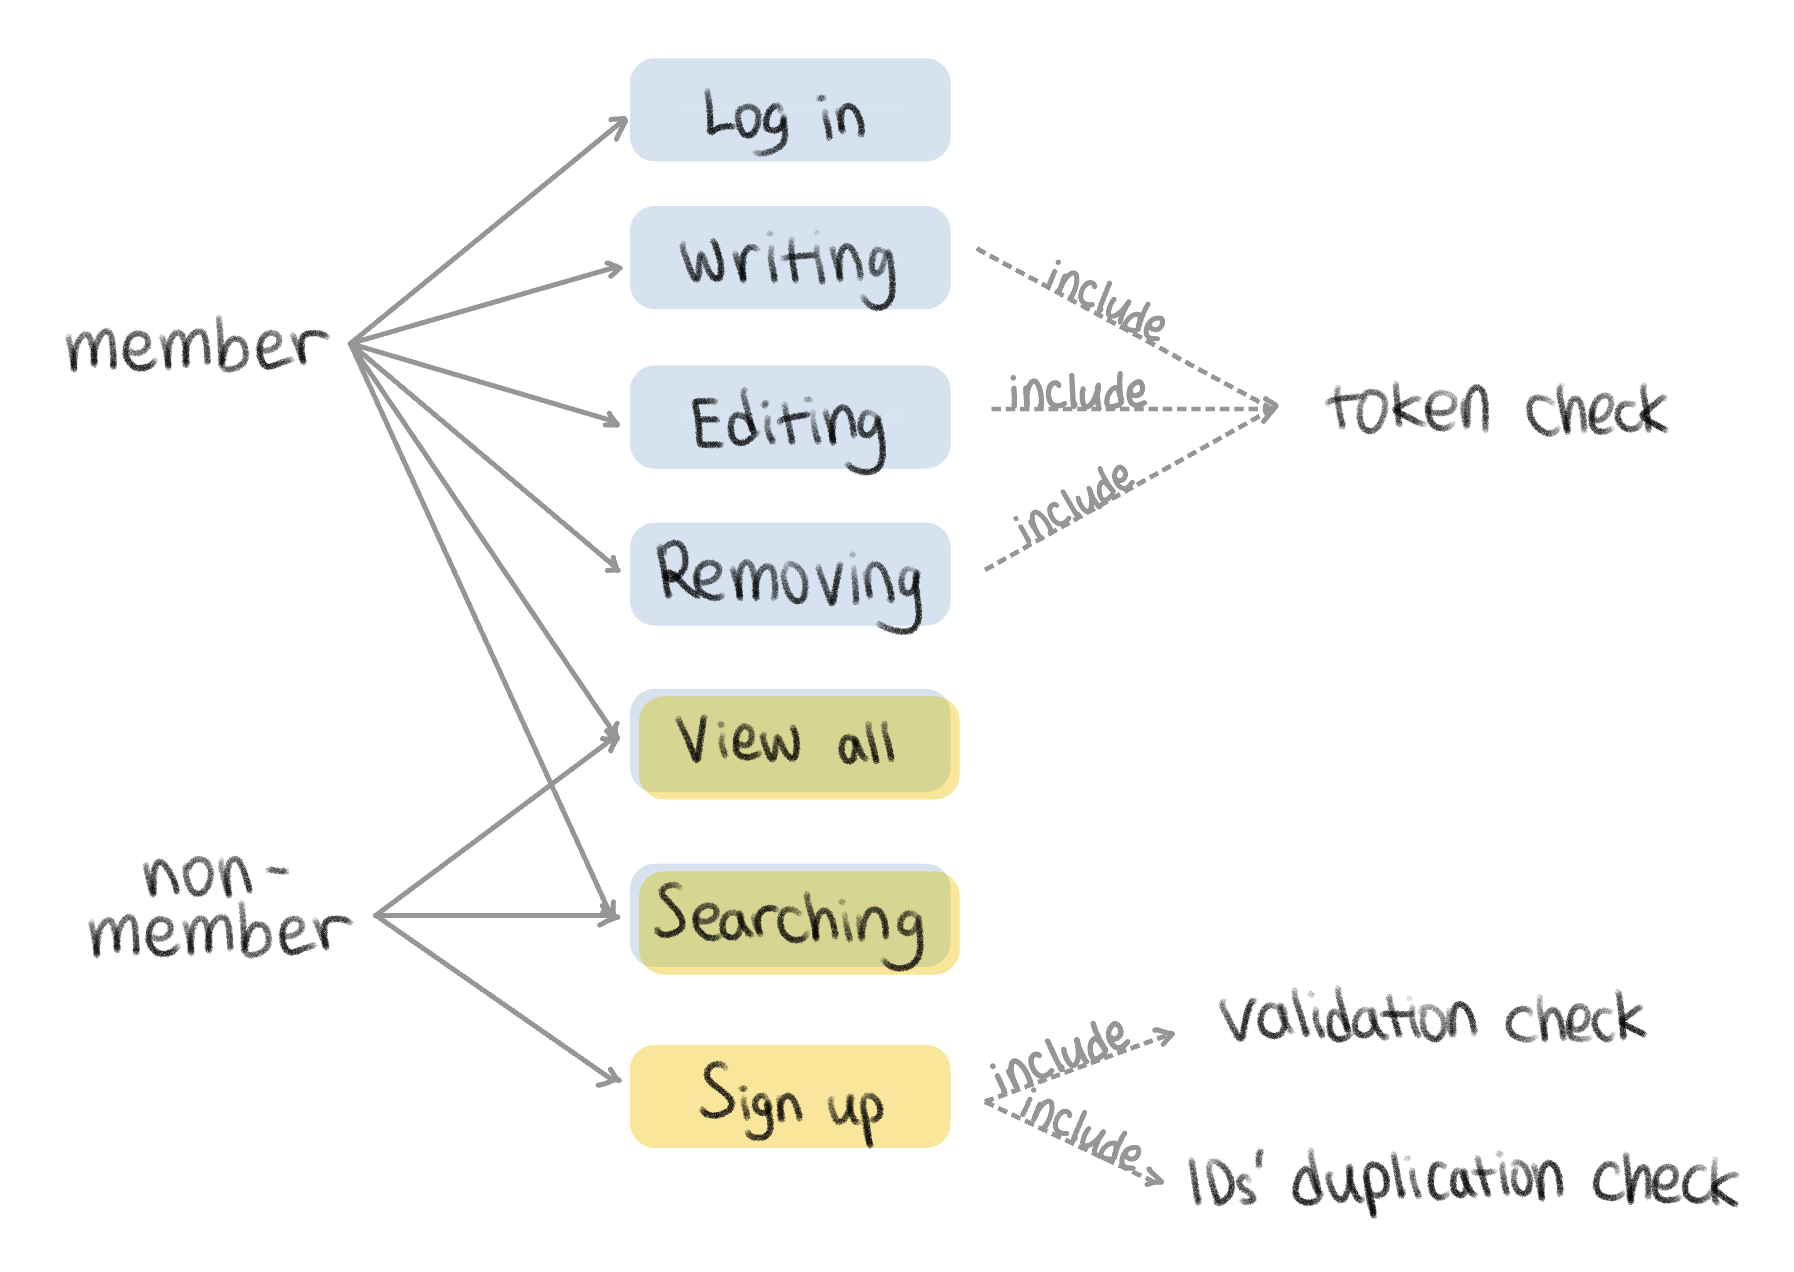 Log in
Writing
include
member
include
token check
Editing
include
Removing
View all
non-
member
Searching
validation check
include
Sign up
include
IDs' duplication check